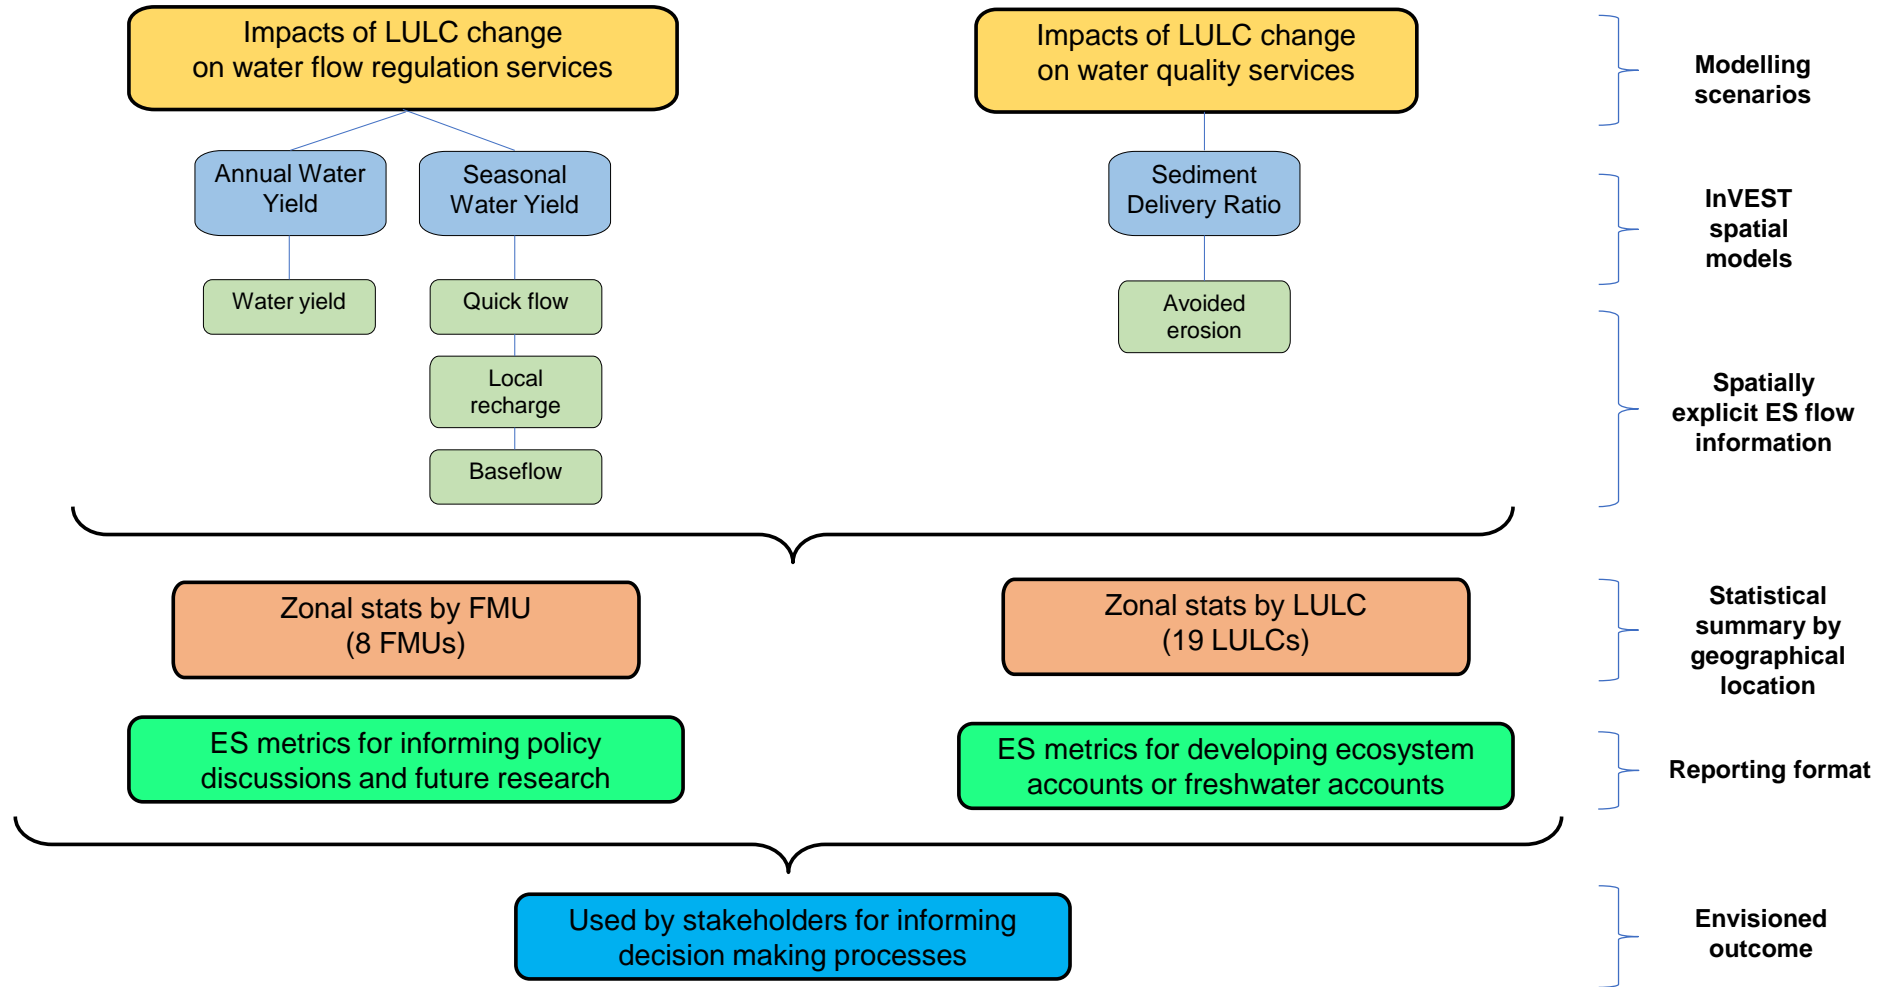 Impacts of LULC change
on water flow regulation services
Impacts of LULC change
on water quality services
Modelling
scenarios
Annual Water
Yield
Seasonal
Water Yield
Sediment
Delivery Ratio
InVEST
spatial
models
Water yield
Quick flow
Local
recharge
Baseflow
Avoided
erosion
Spatially
explicit ES flow
information
Zonal stats by FMU
(8 FMUs)
Zonal stats by LULC
(19 LULCs)
Statistical
summary by
geographical
location
ES metrics for informing policy
discussions and future research
ES metrics for developing ecosystem
accounts or freshwater accounts
Reporting format
Used by stakeholders for informing
decision making processes
Envisioned
outcome